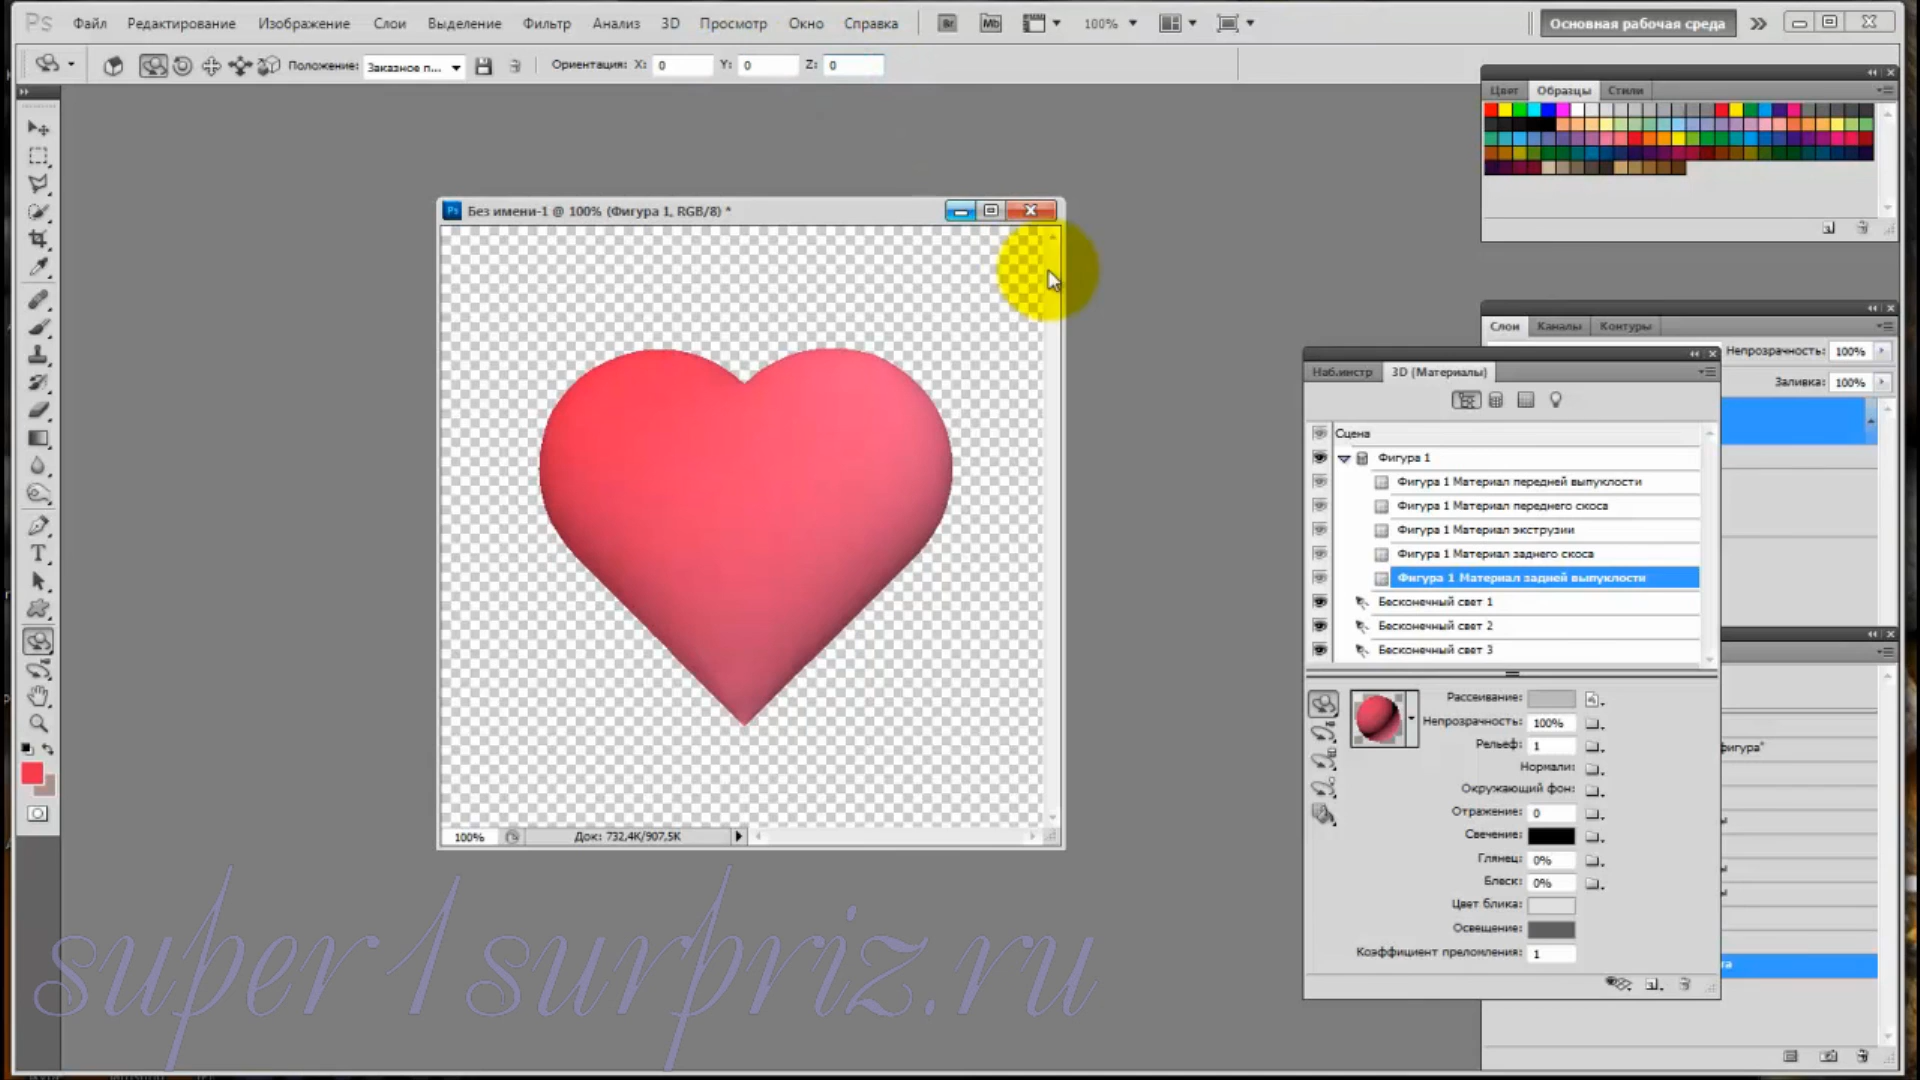 Ps Файл Редактирование Изображение Слои Выделение Фильтр Анализ 3D Просмотр Окно Справка Br Mb 100% Основная рабочая среда
Положение: Заказное п... Ориентация: X: 0 Y: 0 Z: 0
Цвет Образцы Стили
Ps Без имени-1 @ 100% (Фигура 1, RGB/8) *
Слои Каналы Контуры
Непрозрачность: 100%
Наб.инстр 3D (Материалы)
Заливка: 100%
Сцена
Фигура 1
Фигура 1 Материал передней выпуклости
Фигура 1 Материал переднего скоса
Фигура 1 Материал экструзии
Фигура 1 Материал заднего скоса
Фигура 1 Материал задней выпуклости
Бесконечный свет 1
Бесконечный свет 2
Бесконечный свет 3
Рассеивание:
Непрозрачность: 100%
Рельеф: 1
Нормали:
Окружающий фон:
Отражение: 0
Свечение:
Глянец: 0%
Блеск: 0%
Цвет блика:
Освещение:
Коэффициент преломления: 1
100% Док: 732,4K/907,5K
super1surpriz.ru